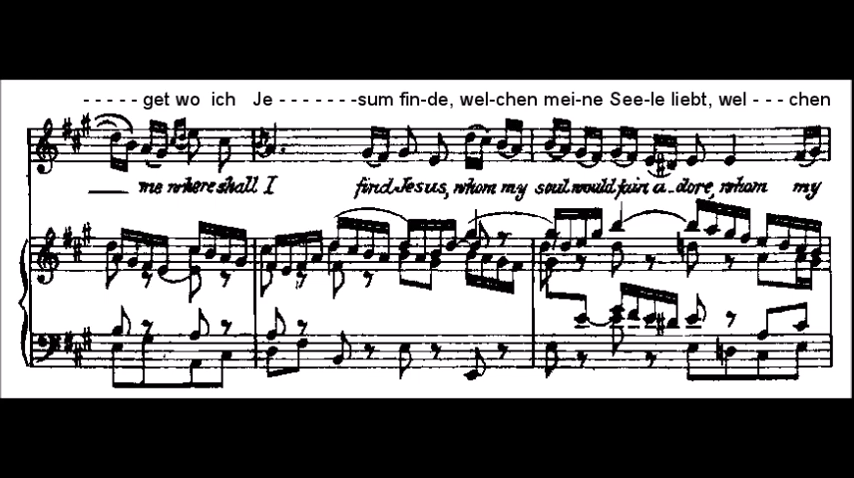 - - - - - get wo ich Je - - - - - - -sum fin-de, wel-chen mei-ne See-le liebt, wel - - - chen
me where shall I find Jesus, whom my soul would fain a-dore, whom my